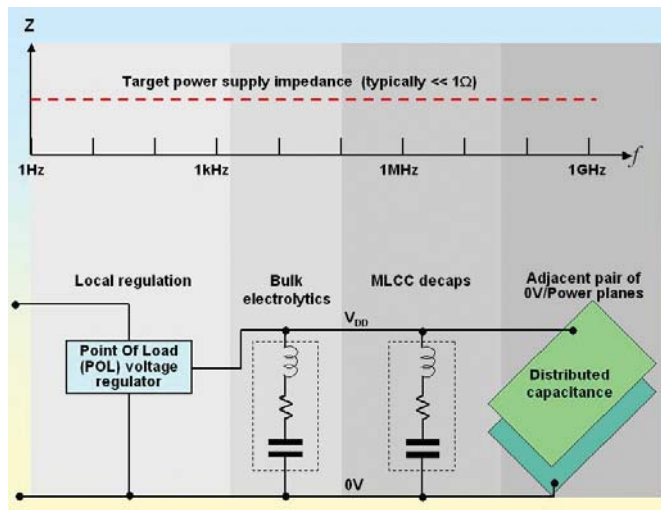 Z
Target power supply impedance (typically << 1Ω)
1Hz
1kHz
1MHz
1GHz
f
Local regulation
Bulk
electrolytics
MLCC decaps
Adjacent pair of
0V/Power planes
V_DD
Point Of Load
(POL) voltage
regulator
Distributed
capacitance
0V